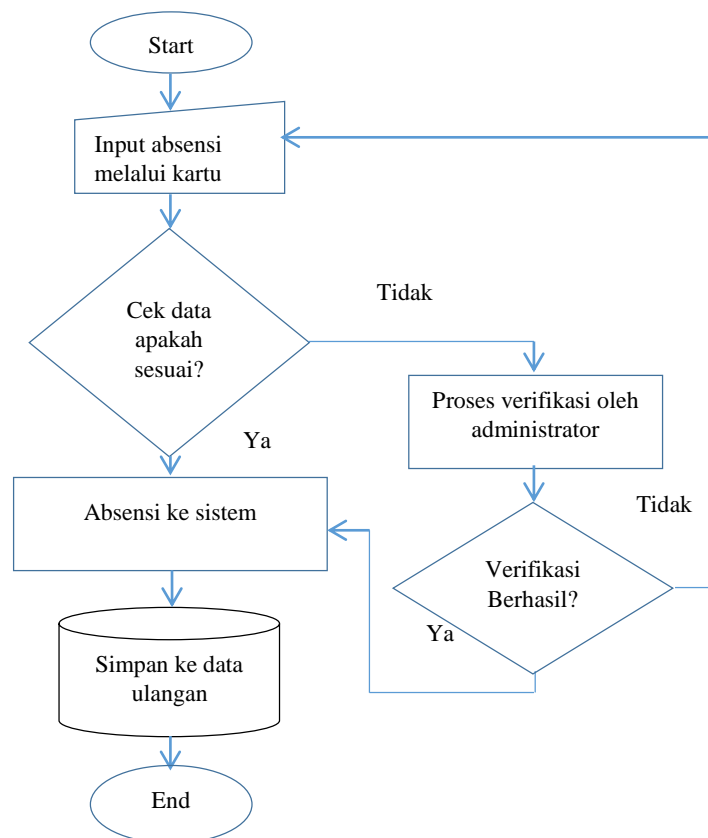 Start
Input absensi
melalui kartu
Cek data
apakah
sesuai?
Tidak
Proses verifikasi oleh
administrator
Ya
Absensi ke sistem
Tidak
Verifikasi
Berhasil?
Ya
Simpan ke data
ulangan
End